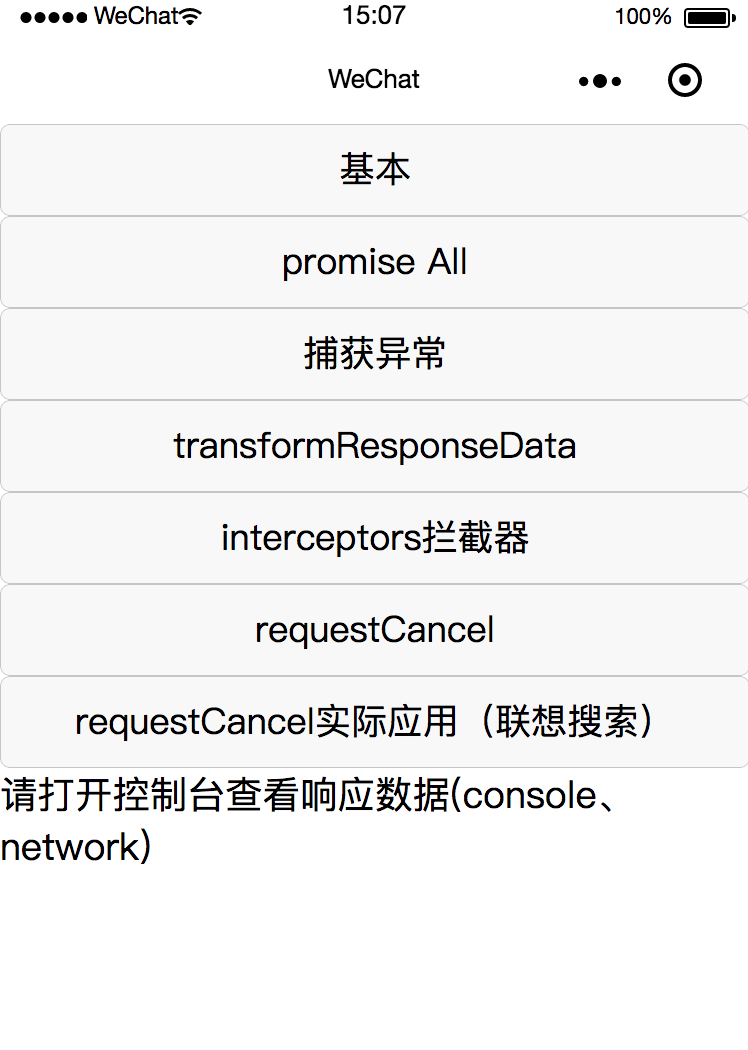 WeChat 15:07 100%
WeChat
基本
promise All
捕获异常
transformResponseData
interceptors拦截器
requestCancel
requestCancel实际应用（联想搜索）
请打开控制台查看响应数据(console、
network)